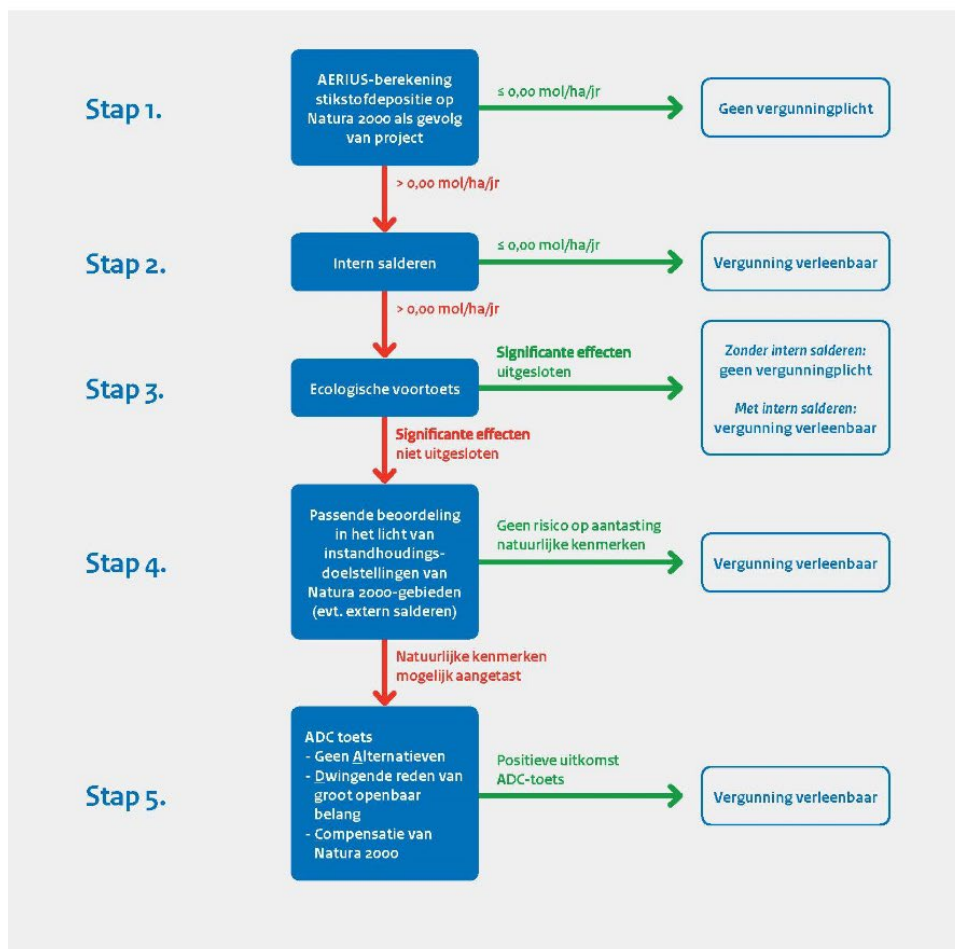 Stap 1.
AERIUS-berekening
stikstofdepositie op
Natura 2000 als gevolg
van project
≤ 0,00 mol/ha/jr
Geen vergunningplicht
> 0,00 mol/ha/jr
Stap 2.
Intern salderen
≤ 0,00 mol/ha/jr
Vergunning verleenbaar
> 0,00 mol/ha/jr
Stap 3.
Ecologische voortoets
Significante effecten
uitgesloten
Zonder intern salderen:
geen vergunningplicht
Met intern salderen:
vergunning verleenbaar
Significante effecten
niet uitgesloten
Stap 4.
Passende beoordeling
in het licht van
instandhoudings-
doelstellingen van
Natura 2000-gebieden
(evt. extern salderen)
Geen risico op aantasting
natuurlijke kenmerken
Vergunning verleenbaar
Natuurlijke kenmerken
mogelijk aangetast
Stap 5.
ADC toets
- Geen Alternatieven
- Dwingende reden van
groot openbaar
belang
- Compensatie van
Natura 2000
Positieve uitkomst
ADC-toets
Vergunning verleenbaar